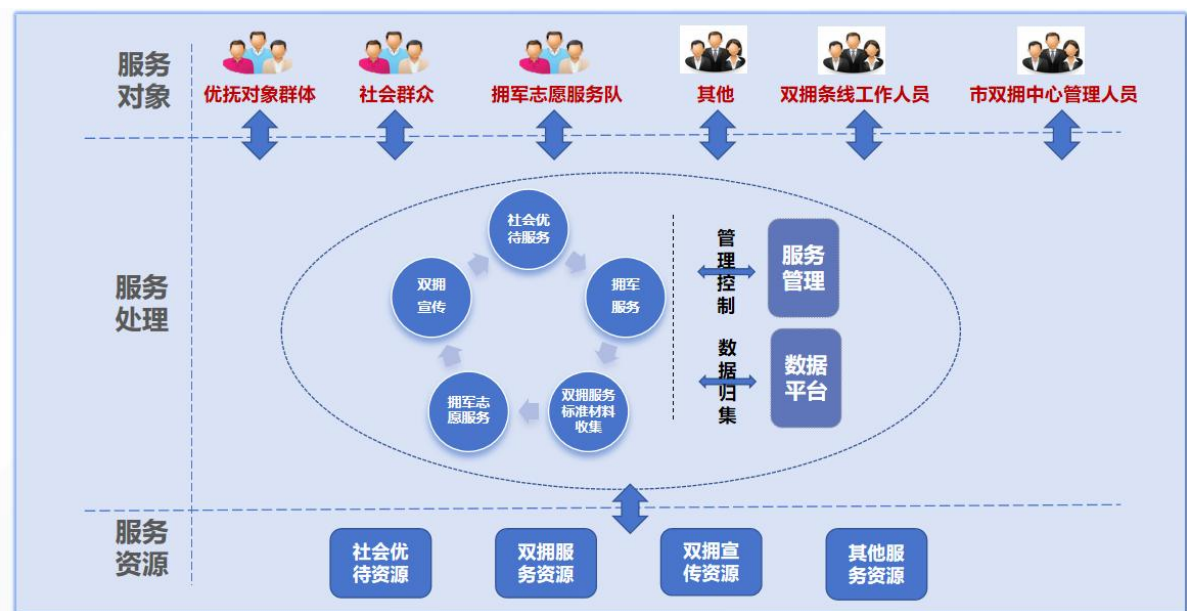 服务
对象
优抚对象群体
社会群众
拥军志愿服务队
其他
双拥条线工作人员
市双拥中心管理人员
服务
处理
社会优
待服务
拥军
服务
双拥服务
标准材料
收集
拥军志
愿服务
双拥
宣传
管
理
控
制
服务
管理
数
据
归
集
数据
平台
服务
资源
社会优
待资源
双拥服
务资源
双拥宣
传资源
其他服
务资源